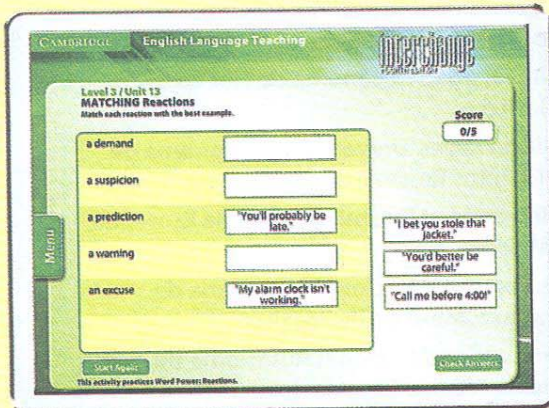 CAMBRIDGE English Language Teaching
interchange
FOURTH EDITION
Level 3 / Unit 13
MATCHING Reactions
Match each reaction with the best example.
Score
0/5
a demand
a suspicion
a prediction
"You'll probably be
late."
a warning
an excuse
"My alarm clock isn't
working."
"I bet you stole that
jacket."
"You'd better be
careful."
"Call me before 4:00!"
Menu
Start Again
Check Answers
This activity practices Word Power: Reactions.